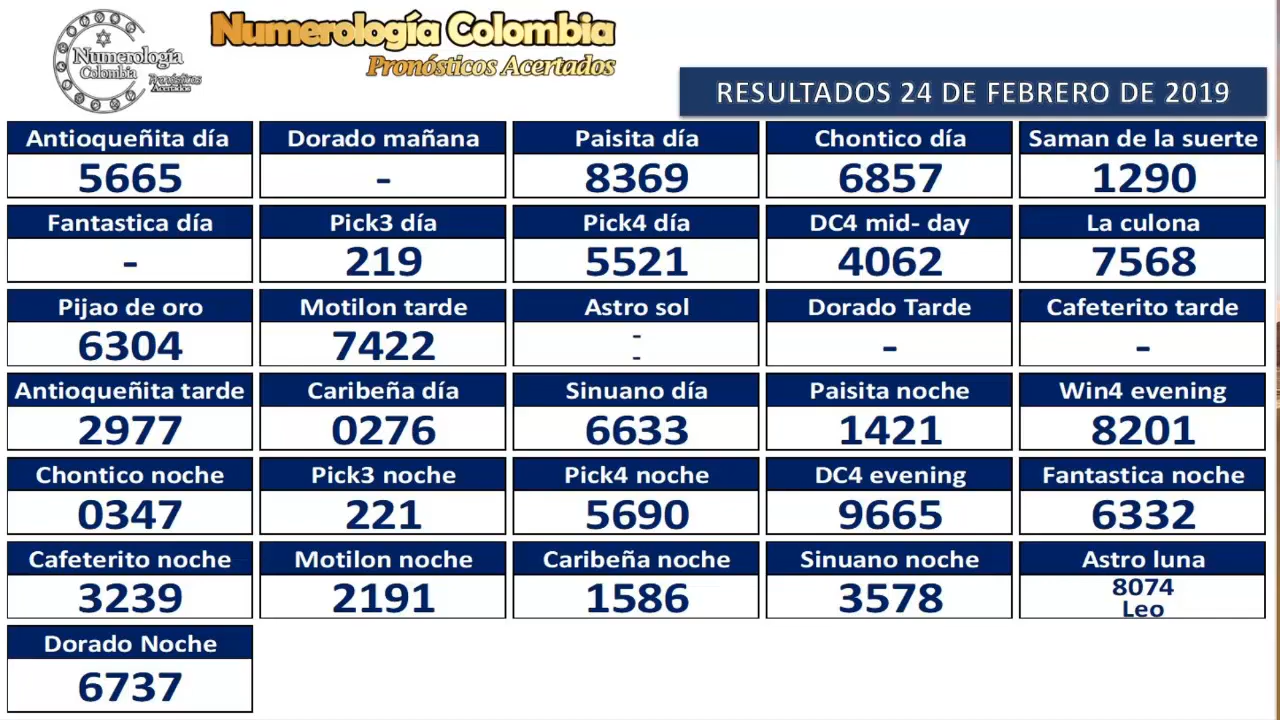 Numerología
Colombia
Pronósticos
Acertados
Numerología Colombia
Pronósticos Acertados
RESULTADOS 24 DE FEBRERO DE 2019
Antioqueñita día Dorado mañana Paisita día Chontico día Saman de la suerte
5665 - 8369 6857 1290
Fantastica día Pick3 día Pick4 día DC4 mid- day La culona
- 219 5521 4062 7568
Pijao de oro Motilon tarde Astro sol Dorado Tarde Cafeterito tarde
6304 7422 - - -
-
Antioqueñita tarde Caribeña día Sinuano día Paisita noche Win4 evening
2977 0276 6633 1421 8201
Chontico noche Pick3 noche Pick4 noche DC4 evening Fantastica noche
0347 221 5690 9665 6332
Cafeterito noche Motilon noche Caribeña noche Sinuano noche Astro luna
3239 2191 1586 3578 8074
Leo
Dorado Noche
6737